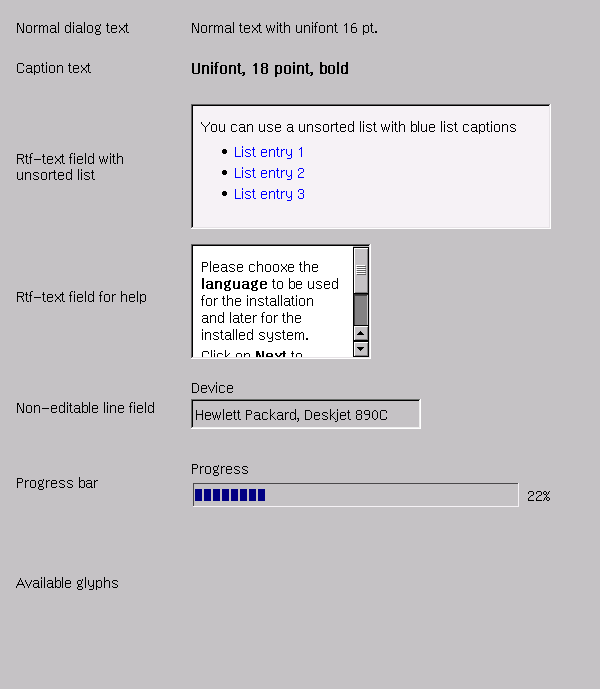 Normal dialog text
Normal text with unifont 16 pt.
Caption text
Unifont, 18 point, bold
Rtf-text field with
unsorted list
You can use a unsorted list with blue list captions
• List entry 1
• List entry 2
• List entry 3
Rtf-text field for help
Please chooxe the
language to be used
for the installation
and later for the
installed system.
Click on Next to
Non-editable line field
Device
Hewlett Packard, Deskjet 890C
Progress bar
Progress
22%
Available glyphs